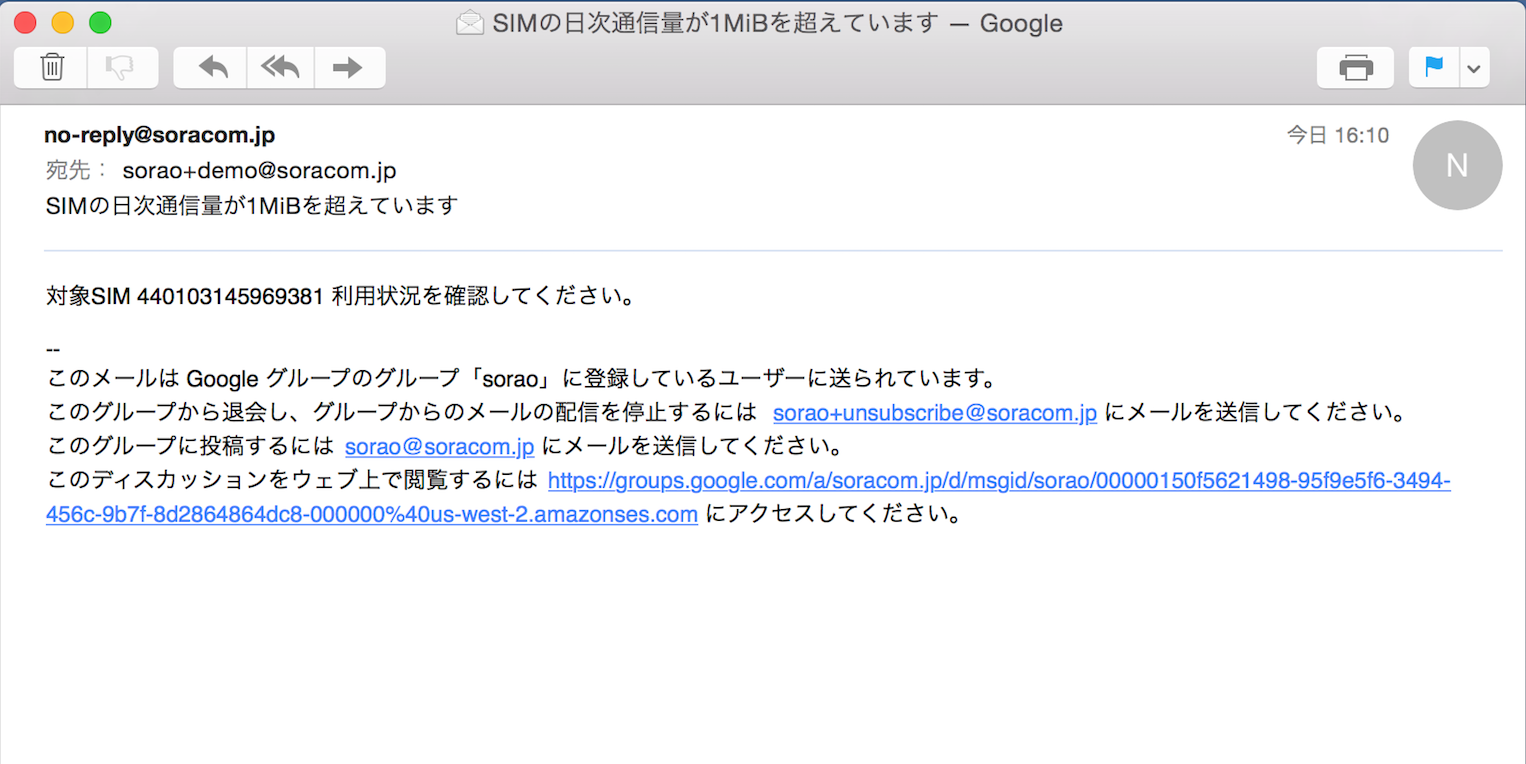 SIMの日次通信量が1MiBを超えています — Google
no-reply@soracom.jp
今日 16:10
N
宛先： sorao+demo@soracom.jp
SIMの日次通信量が1MiBを超えています
対象SIM 440103145969381 利用状況を確認してください。
--
このメールは Google グループのグループ「sorao」に登録しているユーザーに送られています。
このグループから退会し、グループからのメールの配信を停止するには sorao+unsubscribe@soracom.jp にメールを送信してください。
このグループに投稿するには sorao@soracom.jp にメールを送信してください。
このディスカッションをウェブ上で閲覧するには https://groups.google.com/a/soracom.jp/d/msgid/sorao/00000150f5621498-95f9e5f6-3494-
456c-9b7f-8d2864864dc8-000000%40us-west-2.amazonses.com にアクセスしてください。